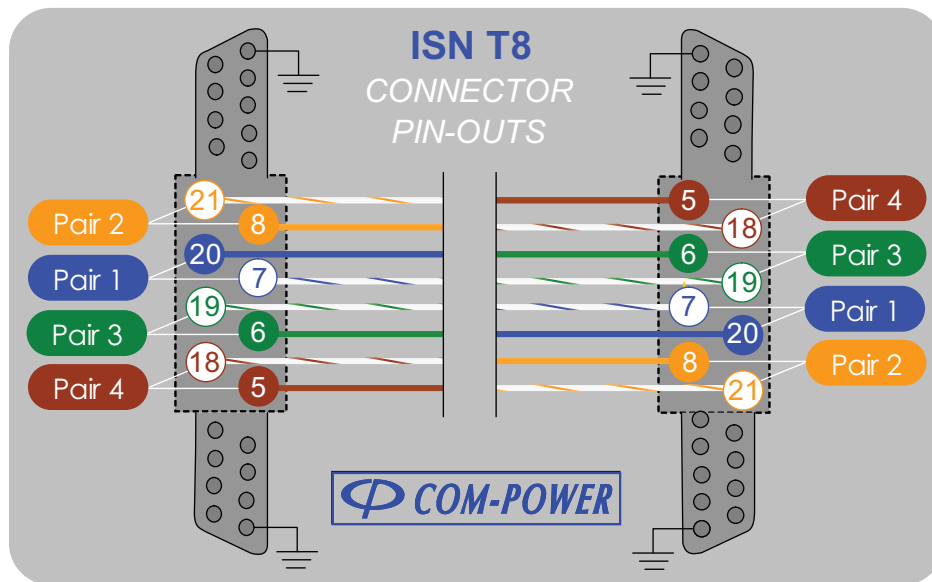 ISN T8
CONNECTOR
PIN-OUTS
21
Pair 2
8
20
Pair 1
7
19
Pair 3
6
18
Pair 4
5
5
Pair 4
18
6
Pair 3
19
7
Pair 1
20
8
Pair 2
21
COM-POWER